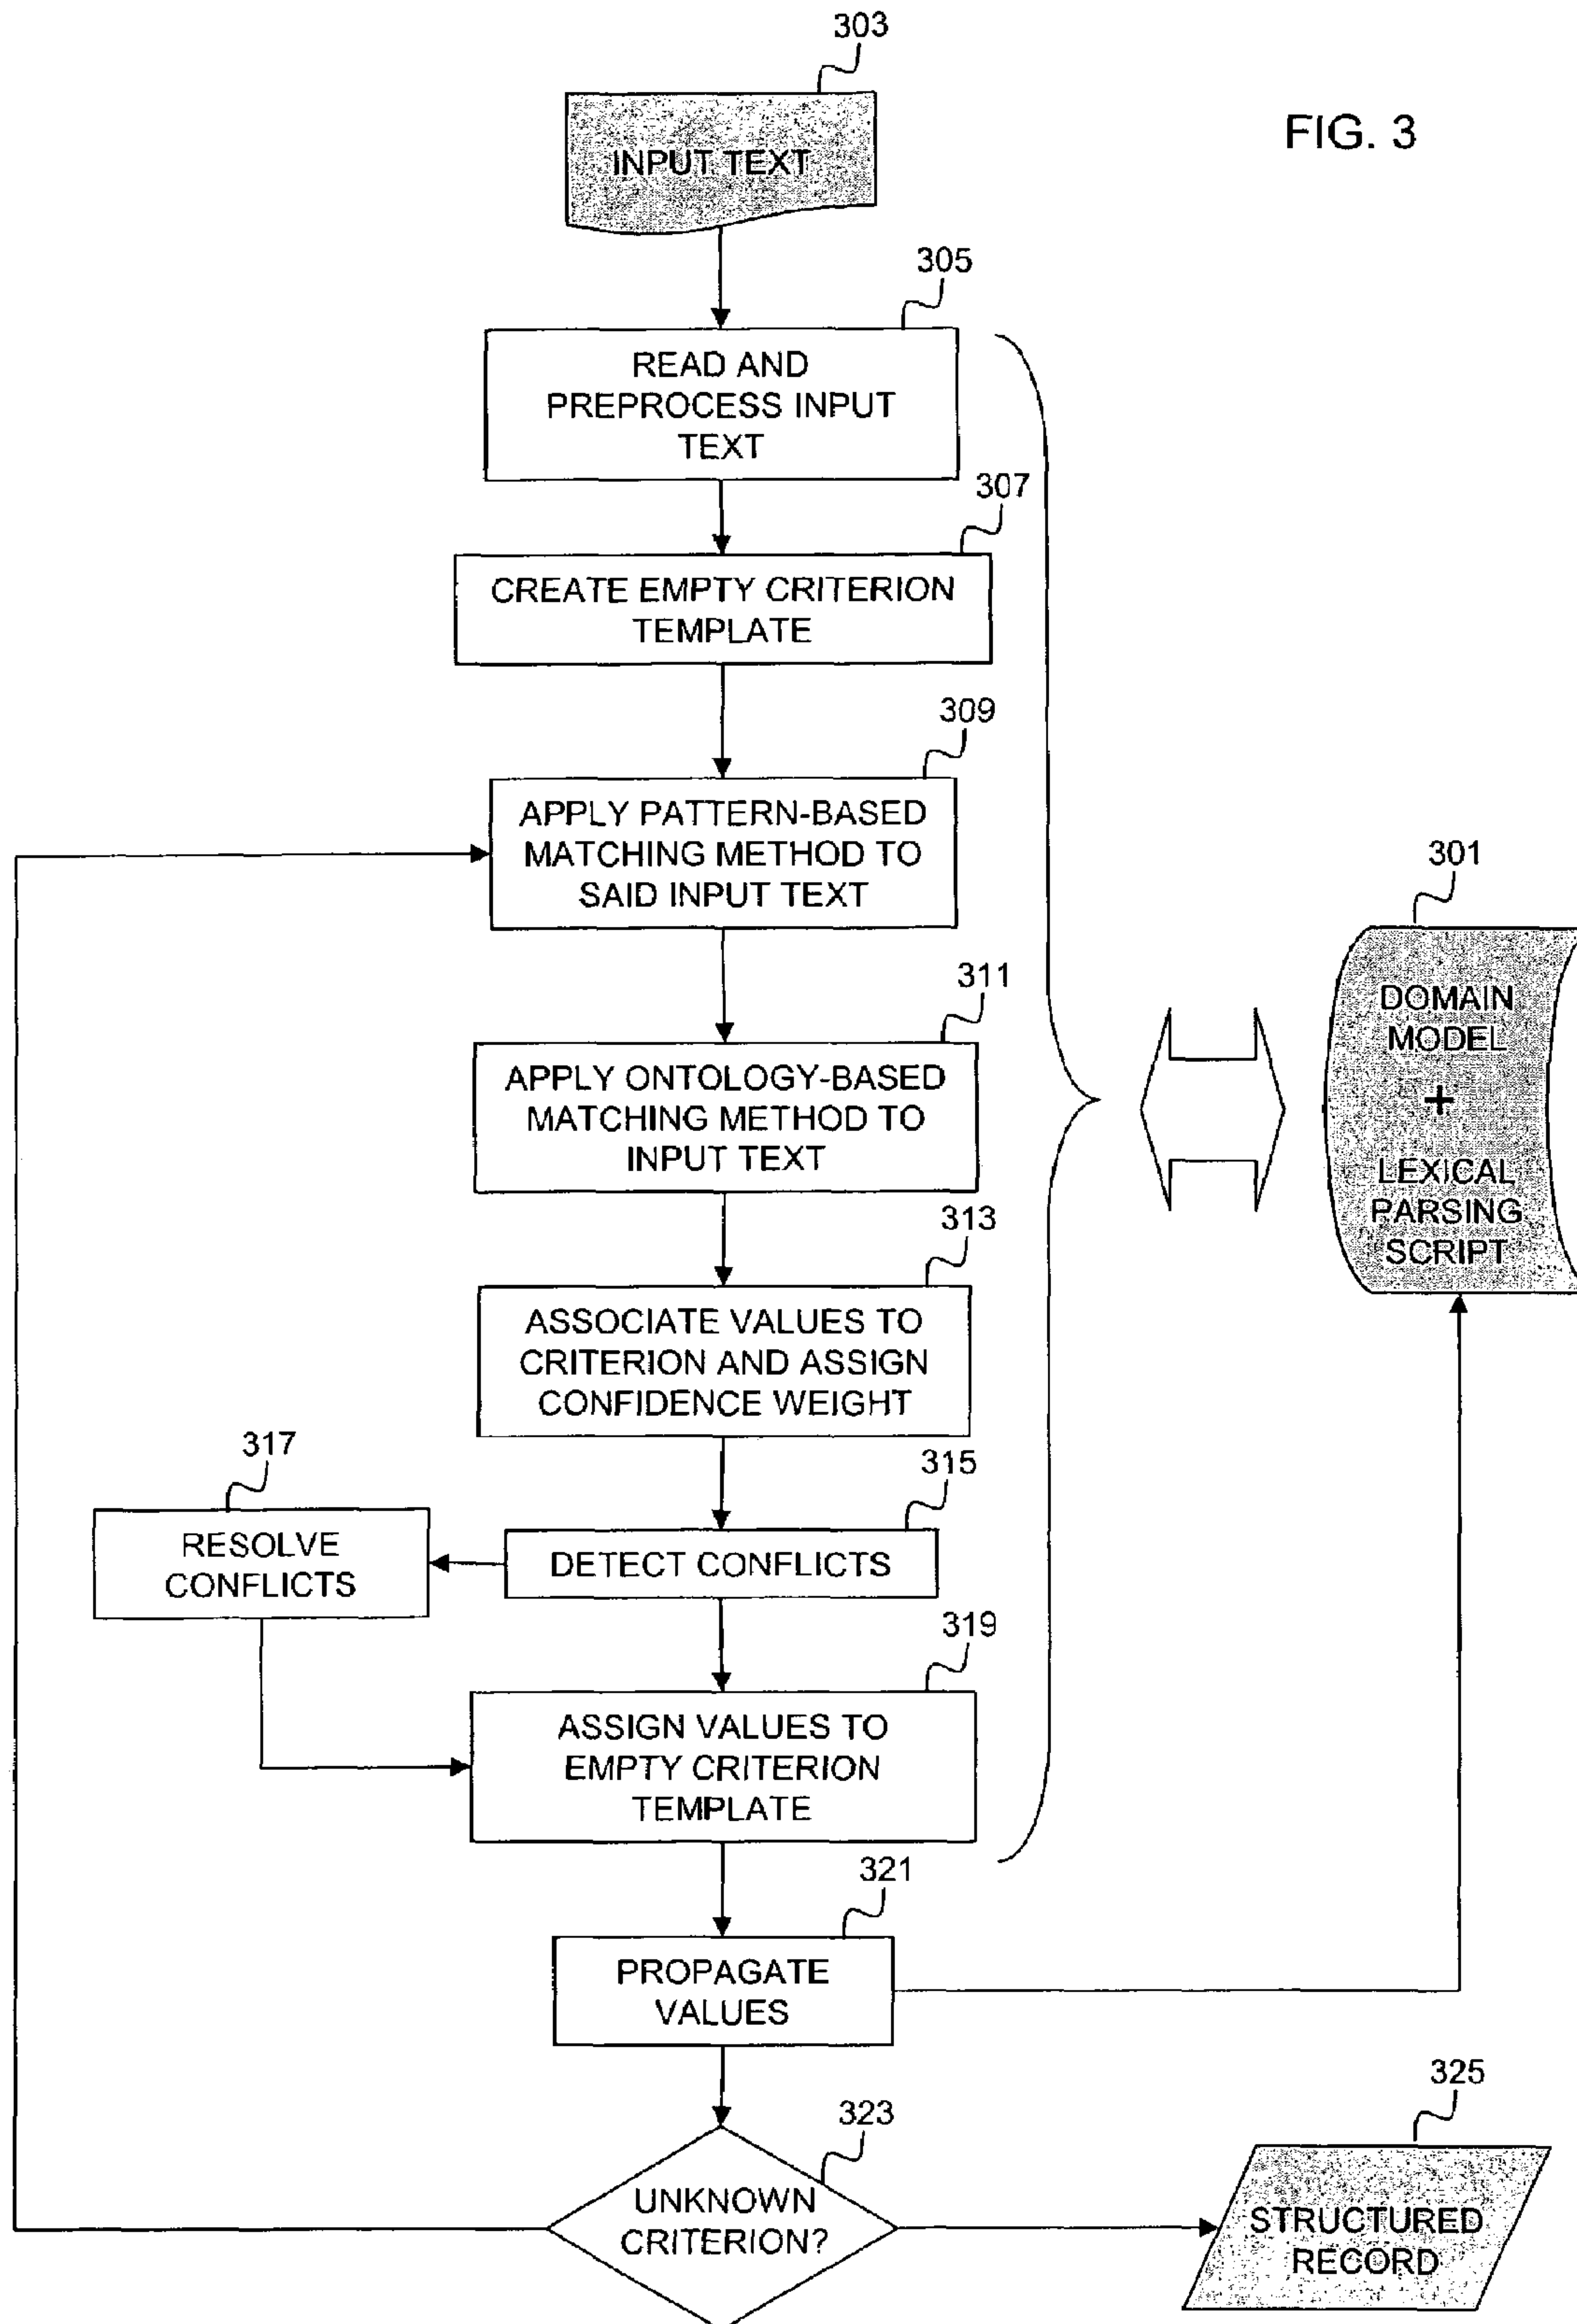 303
FIG. 3
INPUT TEXT
305
READ AND
PREPROCESS INPUT
TEXT
307
CREATE EMPTY CRITERION
TEMPLATE
309
APPLY PATTERN-BASED
MATCHING METHOD TO
SAID INPUT TEXT
301
DOMAIN
MODEL
+
LEXICAL
PARSING
SCRIPT
311
APPLY ONTOLOGY-BASED
MATCHING METHOD TO
INPUT TEXT
313
ASSOCIATE VALUES TO
CRITERION AND ASSIGN
CONFIDENCE WEIGHT
317
RESOLVE
CONFLICTS
315
DETECT CONFLICTS
319
ASSIGN VALUES TO
EMPTY CRITERION
TEMPLATE
321
PROPAGATE
VALUES
323
UNKNOWN
CRITERION?
325
STRUCTURED
RECORD